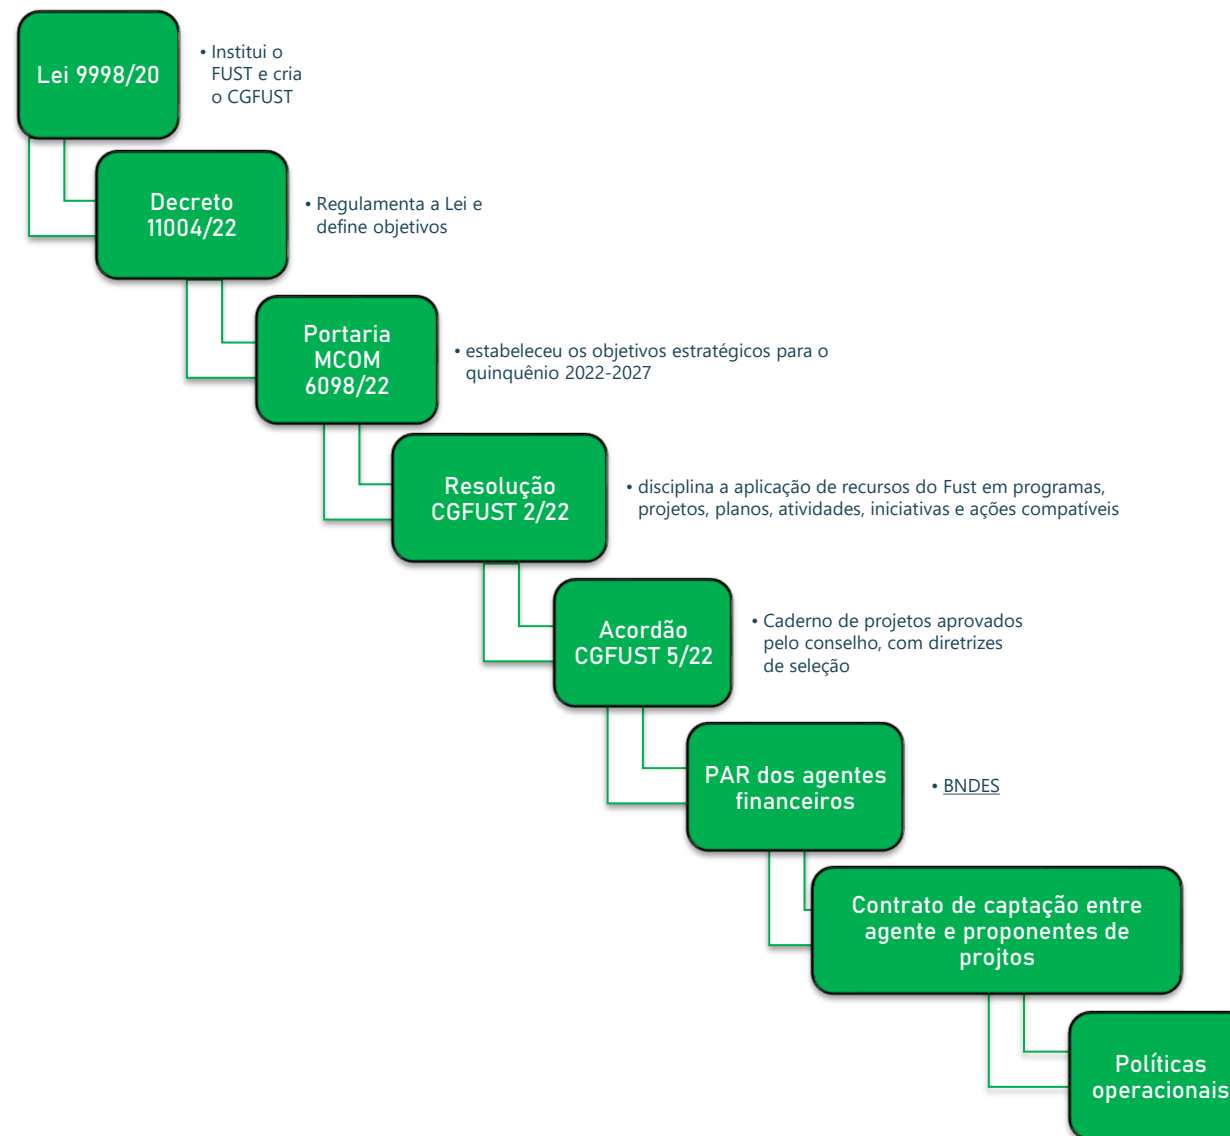 Lei 9998/20
• Institui o
FUST e cria
o CGFUST
Decreto
11004/22
• Regulamenta a Lei e
define objetivos
Portaria
MCOM
6098/22
• estabeleceu os objetivos estratégicos para o
quinquênio 2022-2027
Resolução
CGFUST 2/22
• disciplina a aplicação de recursos do Fust em programas,
projetos, planos, atividades, iniciativas e ações compatíveis
Acordão
CGFUST 5/22
• Caderno de projetos aprovados
pelo conselho, com diretrizes
de seleção
PAR dos agentes
financeiros
• BNDES
Contrato de captação entre
agente e proponentes de
projtos
Políticas
operacionais